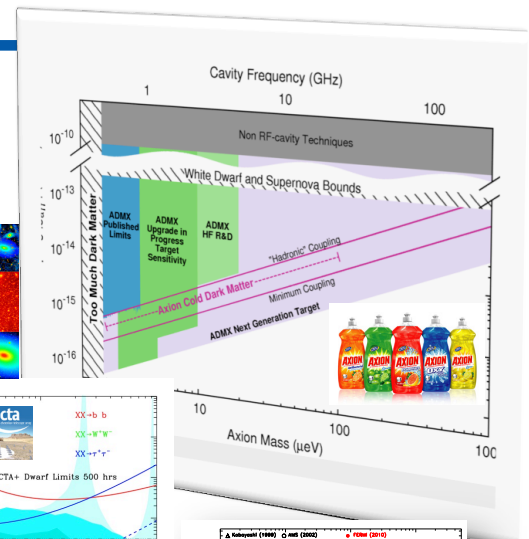 Cavity Frequency (GHz)
1
10
100
10-10
Non RF-cavity Techniques
White Dwarf and Supernova Bounds
10-13
10-14
10-15
10-16
Too Much Dark Matter
ADMX
Published
Limits
ADMX
Upgrade in
Progress
Target
Sensitivity
ADMX
HF R&D
"Hadronic" Coupling
Axion Cold Dark Matter
Minimum Coupling
ADMX Next Generation Target
AXION
AXION
AXION
AXION
AXION
10
100
100
Axion Mass (μeV)
cta
XX→b b
XX→W+W-
XX→τ+τ-
CTA+ Dwarf Limits 500 hrs
Kobayashi (1999)
AMS (2002)
FERMI (2010)